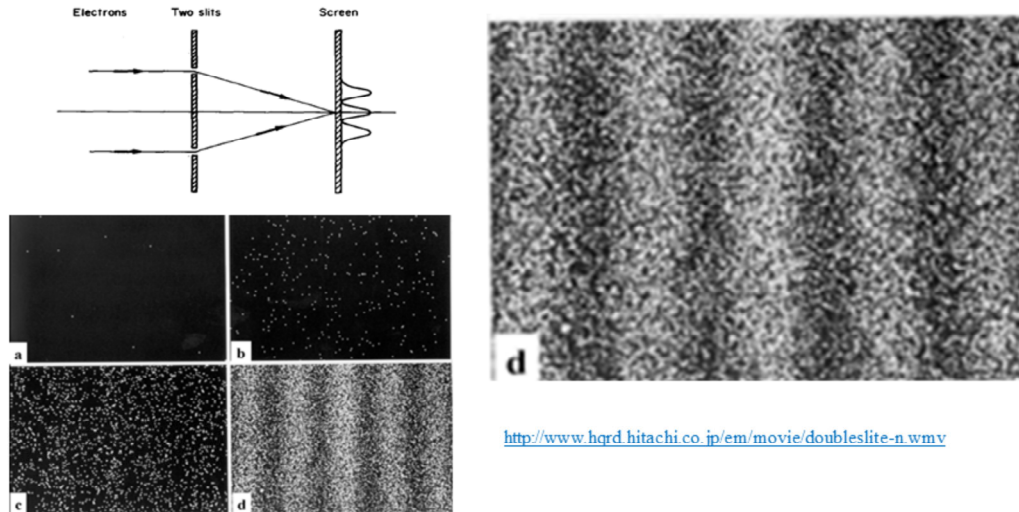 Electrons Two slits Screen
a
b
c
d
d
http://www.hqrd.hitachi.co.jp/em/movie/doubleslite-n.wmv